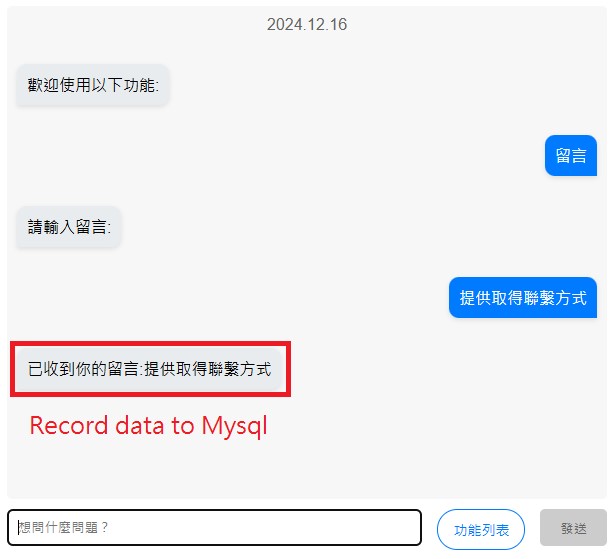 2024.12.16
歡迎使用以下功能:
留言
請輸入留言:
提供取得聯繫方式
已收到你的留言:提供取得聯繫方式
Record data to Mysql
想問什麼問題？
功能列表
發送